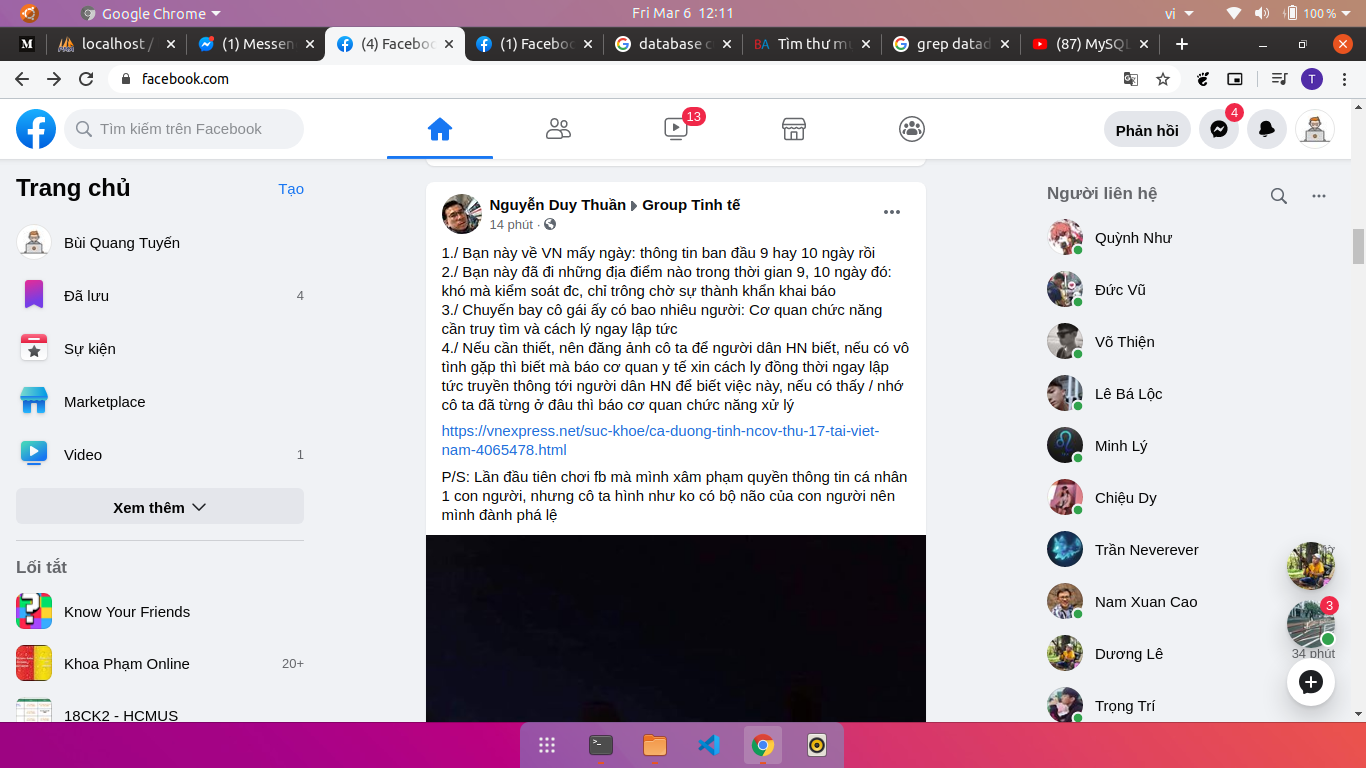 Google Chrome
Fri Mar 6 12:11
vi
100 %
M
localhost /
(1) Messen
(4) Faceboo
(1) Faceboo
database c
BA
Tìm thư mụ
grep datad
(87) MySQL
facebook.com
T
Tìm kiếm trên Facebook
13
Phản hồi
4
Trang chủ
Tạo
Bùi Quang Tuyến
Đã lưu
4
Sự kiện
Marketplace
Video
1
Xem thêm
Lối tắt
Know Your Friends
Khoa Phạm Online
20+
18CK2 - HCMUS
Nguyễn Duy Thuần
Group Tinh tế
14 phút ·
1./ Bạn này về VN mấy ngày: thông tin ban đầu 9 hay 10 ngày rồi
2./ Bạn này đã đi những địa điểm nào trong thời gian 9, 10 ngày đó:
khó mà kiểm soát đc, chỉ trông chờ sự thành khẩn khai báo
3./ Chuyến bay cô gái ấy có bao nhiêu người: Cơ quan chức năng
cần truy tìm và cách lý ngay lập tức
4./ Nếu cần thiết, nên đăng ảnh cô ta để người dân HN biết, nếu có vô
tình gặp thì biết mà báo cơ quan y tế xin cách ly đồng thời ngay lập
tức truyền thông tới người dân HN để biết việc này, nếu có thấy / nhớ
cô ta đã từng ở đâu thì báo cơ quan chức năng xử lý
https://vnexpress.net/suc-khoe/ca-duong-tinh-ncov-thu-17-tai-viet-
nam-4065478.html
P/S: Lần đầu tiên chơi fb mà mình xâm phạm quyền thông tin cá nhân
1 con người, nhưng cô ta hình như ko có bộ não của con người nên
mình đành phá lệ
Người liên hệ
Quỳnh Như
Đức Vũ
Võ Thiện
Lê Bá Lộc
Minh Lý
Chiệu Dy
Trần Neverever
Nam Xuan Cao
3
Dương Lê
34 phút
Trọng Trí